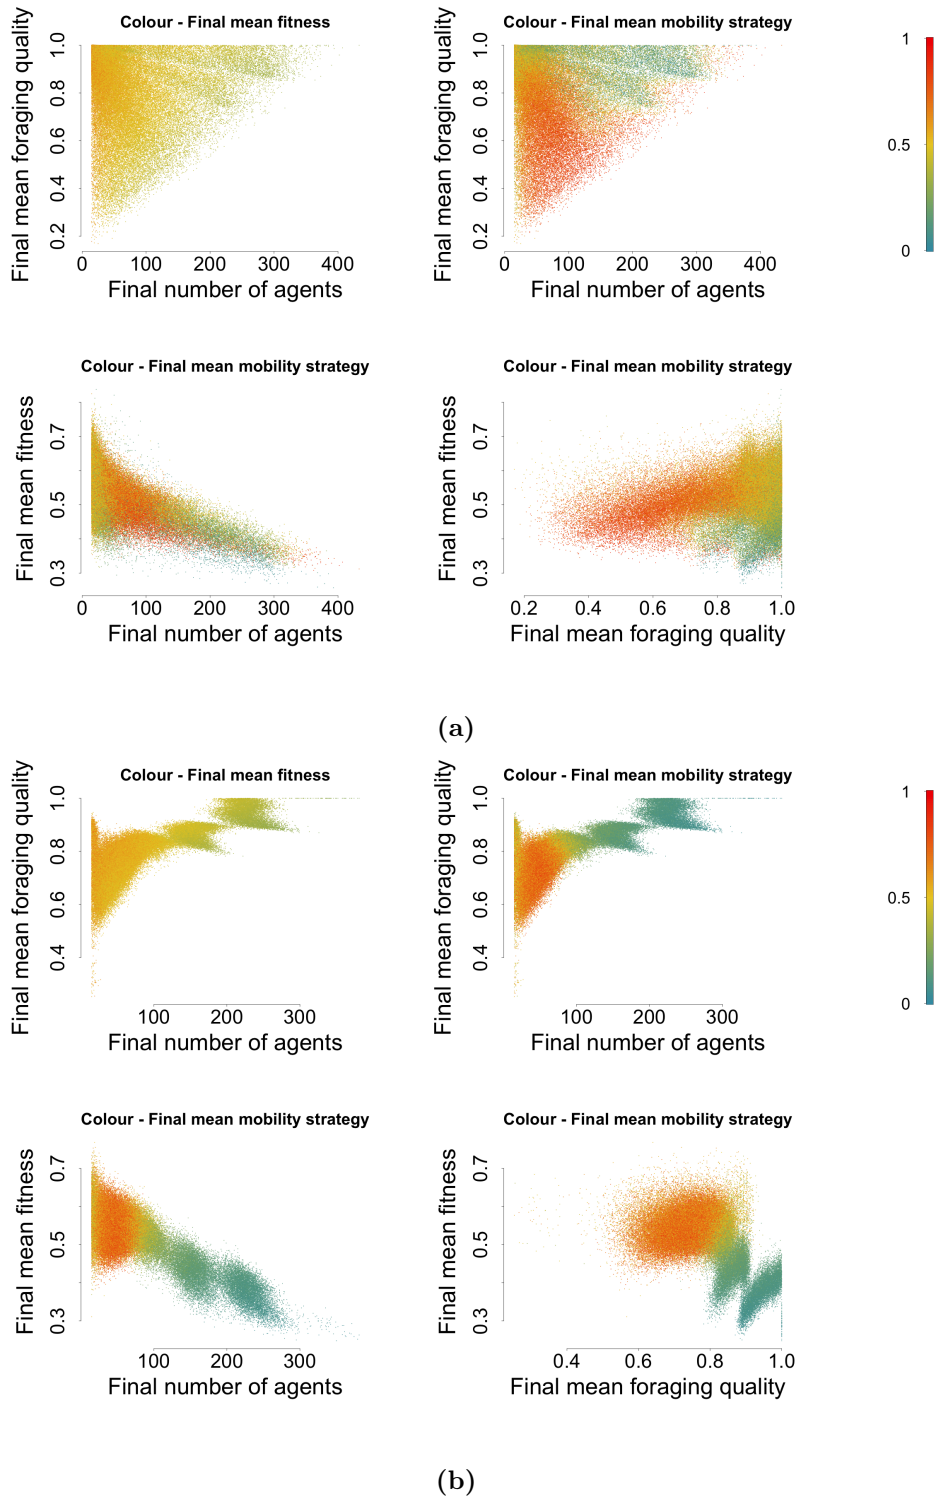 Colour - Final mean fitness
Final mean foraging quality
0.2 0.4 0.6 0.8 1.0
0 100 200 300 400
Final number of agents
Colour - Final mean mobility strategy
Final mean foraging quality
0.2 0.4 0.6 0.8 1.0
0 100 200 300 400
Final number of agents
1
0.5
0
Colour - Final mean mobility strategy
Final mean fitness
0.3 0.5 0.7
0 100 200 300 400
Final number of agents
Colour - Final mean mobility strategy
Final mean fitness
0.3 0.5 0.7
0.2 0.4 0.6 0.8 1.0
Final mean foraging quality
(a)
Colour - Final mean fitness
Final mean foraging quality
0.4 0.6 0.8 1.0
100 200 300
Final number of agents
Colour - Final mean mobility strategy
Final mean foraging quality
0.4 0.6 0.8 1.0
100 200 300
Final number of agents
1
0.5
0
Colour - Final mean mobility strategy
Final mean fitness
0.3 0.5 0.7
100 200 300
Final number of agents
Colour - Final mean mobility strategy
Final mean fitness
0.3 0.5 0.7
0.4 0.6 0.8 1.0
Final mean foraging quality
(b)